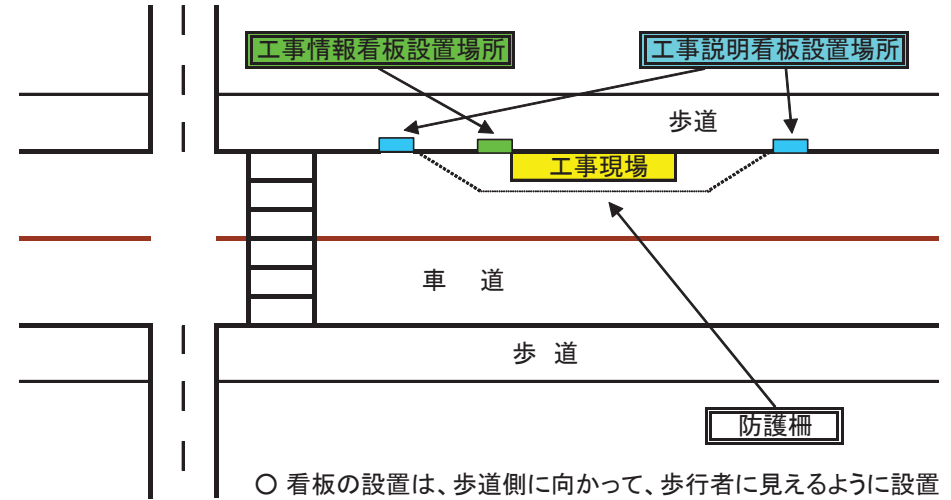 工事情報看板設置場所
工事説明看板設置場所
歩道
工事現場
車 道
歩 道
防護柵
○ 看板の設置は、歩道側に向かって、歩行者に見えるように設置